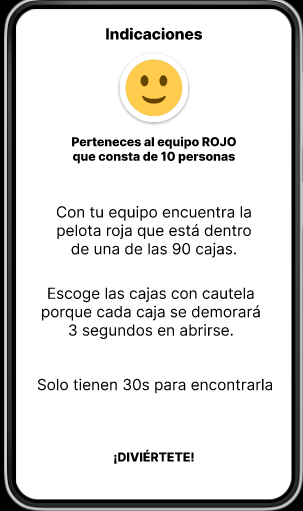 Indicaciones
Perteneces al equipo ROJO
que consta de 10 personas
Con tu equipo encuentra la
pelota roja que está dentro
de una de las 90 cajas.
Escoge las cajas con cautela
porque cada caja se demorará
3 segundos en abrirse.
Solo tienen 30s para encontrarla
¡DIVIÉRTETE!